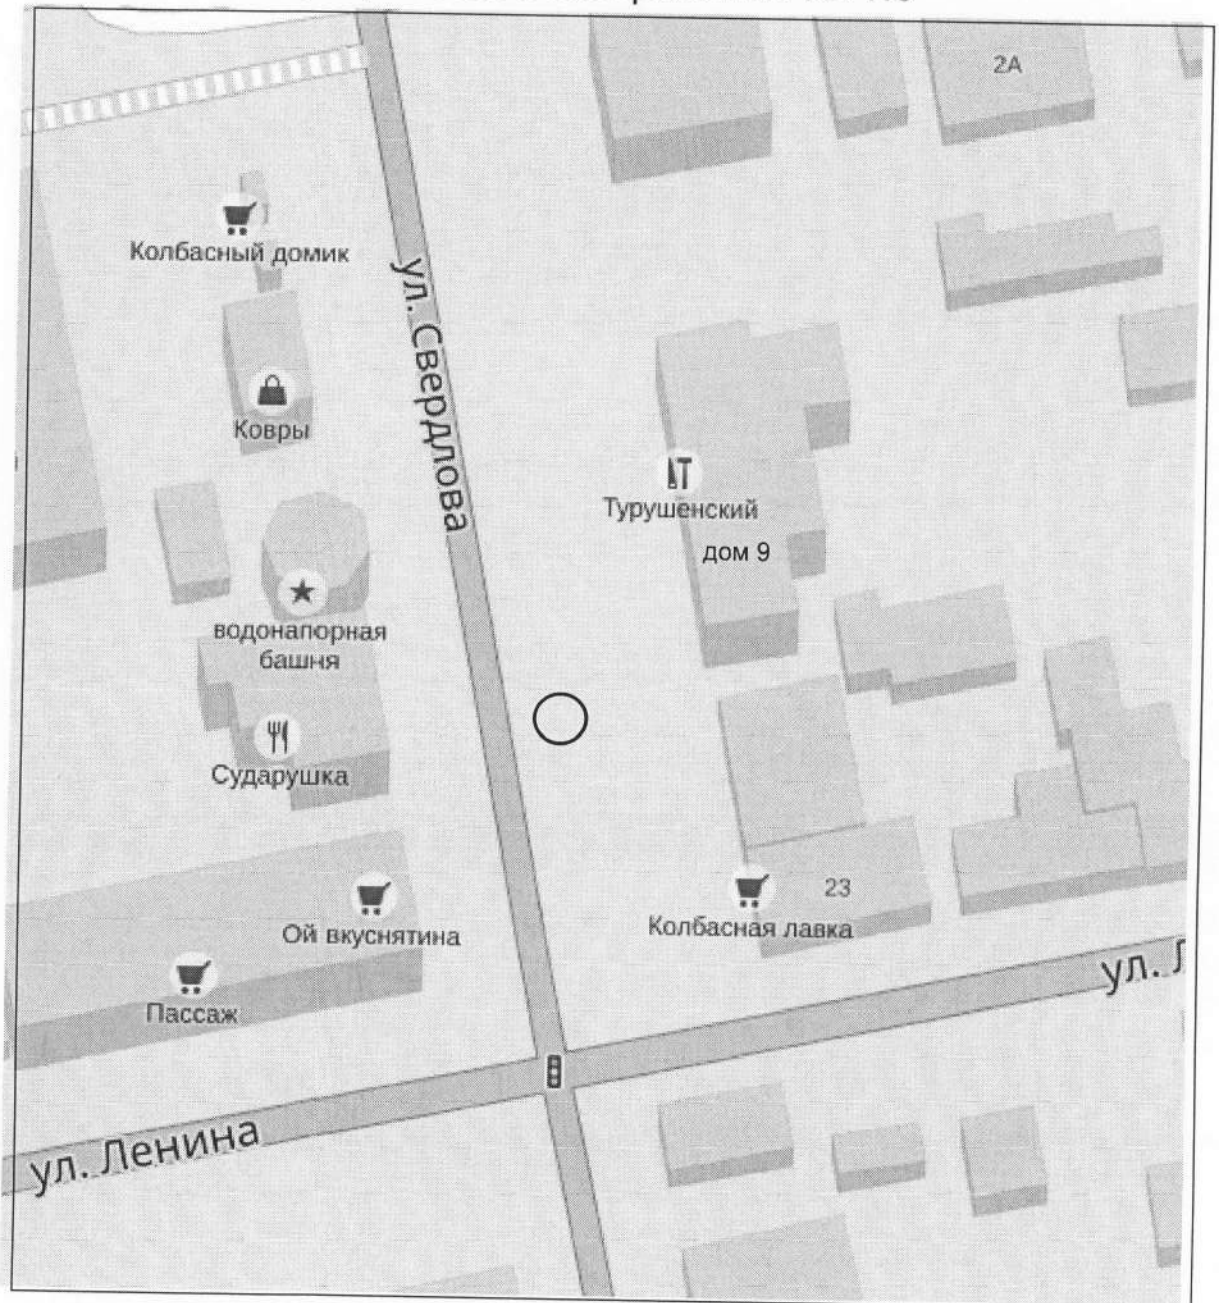 2А
Колбасный домик
ул. Свердлова
Ковры
Турушенский
дом 9
водонапорная
башня
Сударушка
23
Колбасная лавка
Ой вкуснятина
ул. Л
Пассаж
ул. Ленина